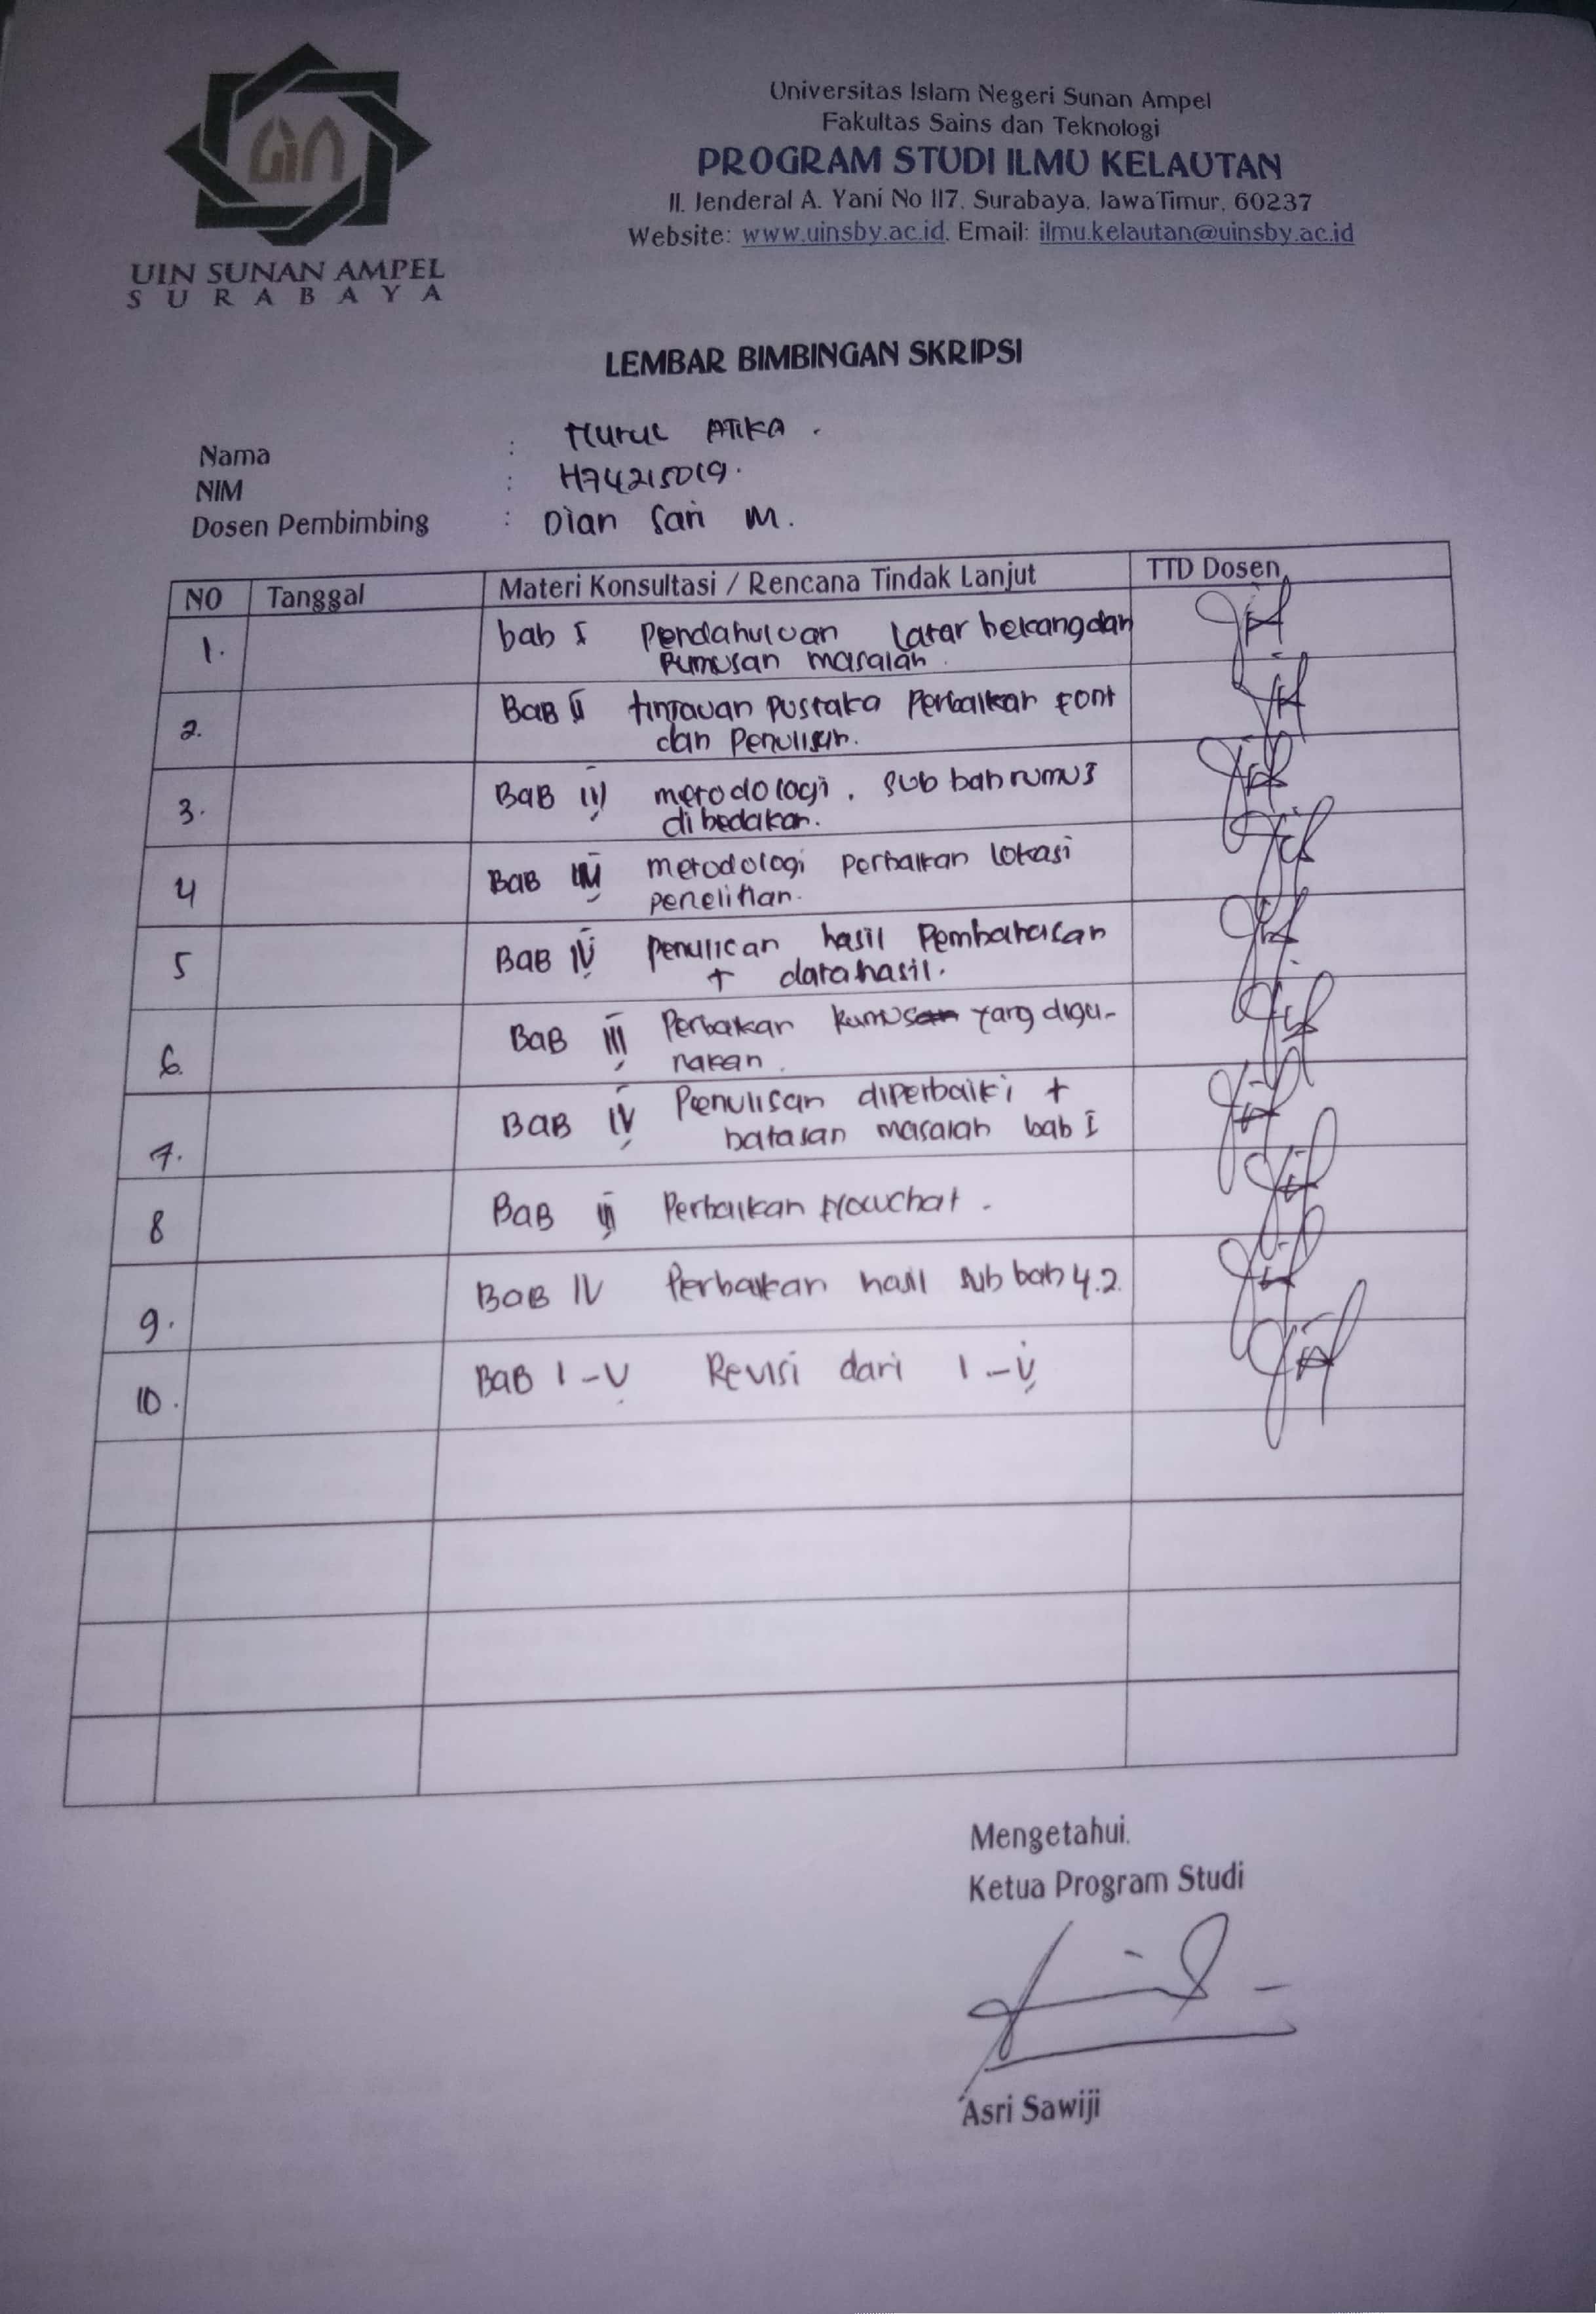 UIN SUNAN AMPEL
SURABAYA
Universitas Islam Negeri Sunan Ampel
Fakultas Sains dan Teknologi
PROGRAM STUDI ILMU KELAUTAN
Jl. Jenderal A. Yani No 117. Surabaya, JawaTimur, 60237
Website: www.uinsby.ac.id. Email: ilmu.kelautan@uinsby.ac.id
LEMBAR BIMBINGAN SKRIPSI
Nama : Nurul Atika.
NIM : H74215019.
Dosen Pembimbing : Dian Sari M.
NO Tanggal Materi Konsultasi / Rencana Tindak Lanjut TTD Dosen
1. bab I Pendahuluan Latar belakang dan
Rumusan masalah.
2. BaB II tinjauan Pustaka Perbaikan Font
dan Penulisan.
3. BaB III metodologi. sub bab rumus
dibedakan.
4 BaB III metodologi Perbaikan lokasi
penelitian.
5 BaB IV penulisan hasil Pembahasan
+ data hasil.
6. BaB III Perbaikan Rumusan yang digu-
nakan.
7. BaB IV Penulisan diperbaiki +
batasan masalah bab I
8 BaB Perbaikan Flowchat.
9. BaB IV Perbaikan hasil sub bab 4.2.
10. BaB I - V Revisi dari I - V
Mengetahui.
Ketua Program Studi
Asri Sawiji